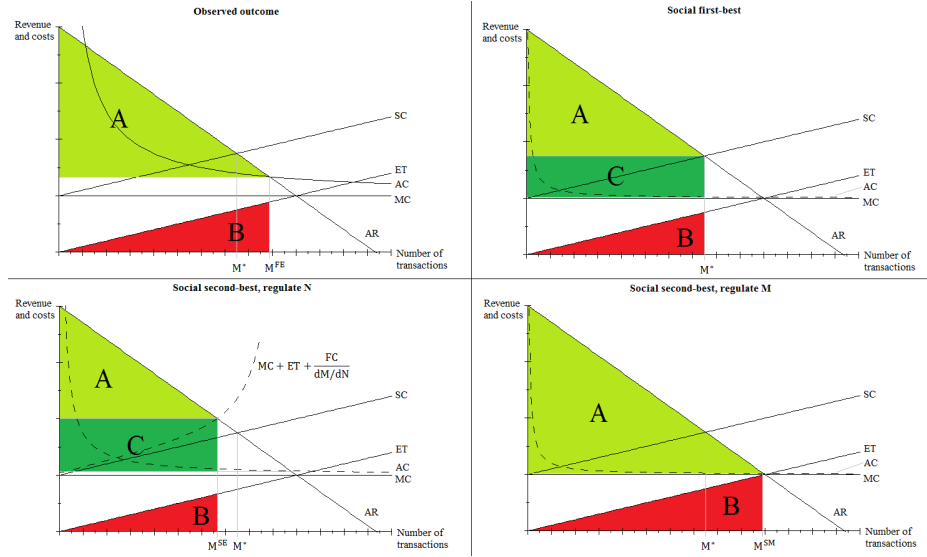 Observed outcome
Revenue
and costs
A
SC
ET
AC
MC
B
AR
Number of
transactions
M*
M^FE
Social first-best
Revenue
and costs
A
SC
C
ET
AC
MC
B
AR
Number of
transactions
M*
Social second-best, regulate N
Revenue
and costs
MC + ET + FC/(dM/dN)
A
SC
C
ET
AC
MC
B
AR
Number of
transactions
M^SE
M*
Social second-best, regulate M
Revenue
and costs
SC
A
ET
AC
MC
B
AR
Number of
transactions
M*
M^SM